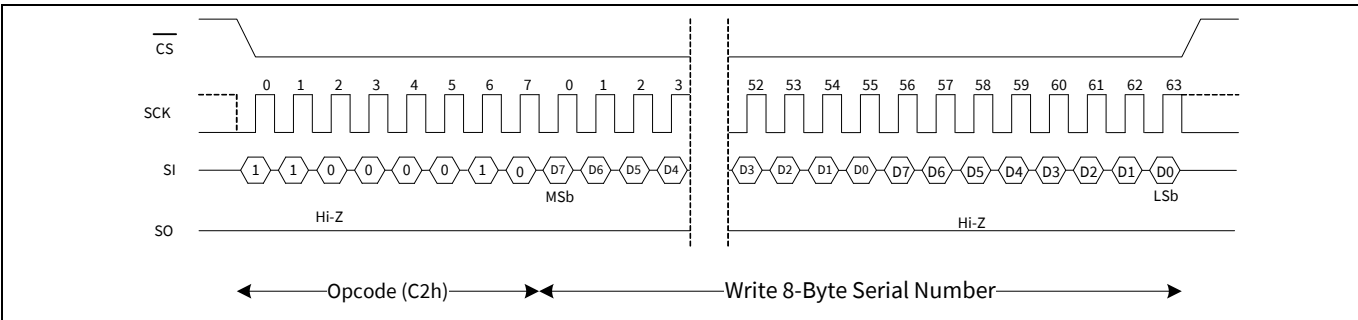 CS
0 1 2 3 4 5 6 7 0 1 2 3 52 53 54 55 56 57 58 59 60 61 62 63
SCK
SI 1 1 0 0 0 0 1 0 D7 D6 D5 D4 D3 D2 D1 D0 D7 D6 D5 D4 D3 D2 D1 D0
MSb LSb
Hi-Z Hi-Z
SO
Opcode (C2h) Write 8-Byte Serial Number